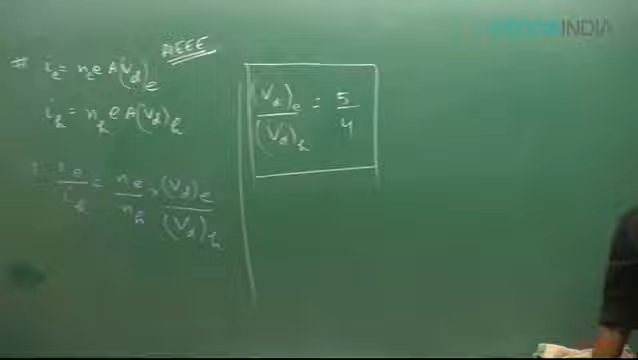 AEEE
# i_e = n_e e A(V_d)_e
i_h = n_h e A(V_d)_h
i_e / i_h = n_e / n_h × (V_d)_e / (V_d)_h
(V_d)_e / (V_d)_h = 5 / 4
INDIA